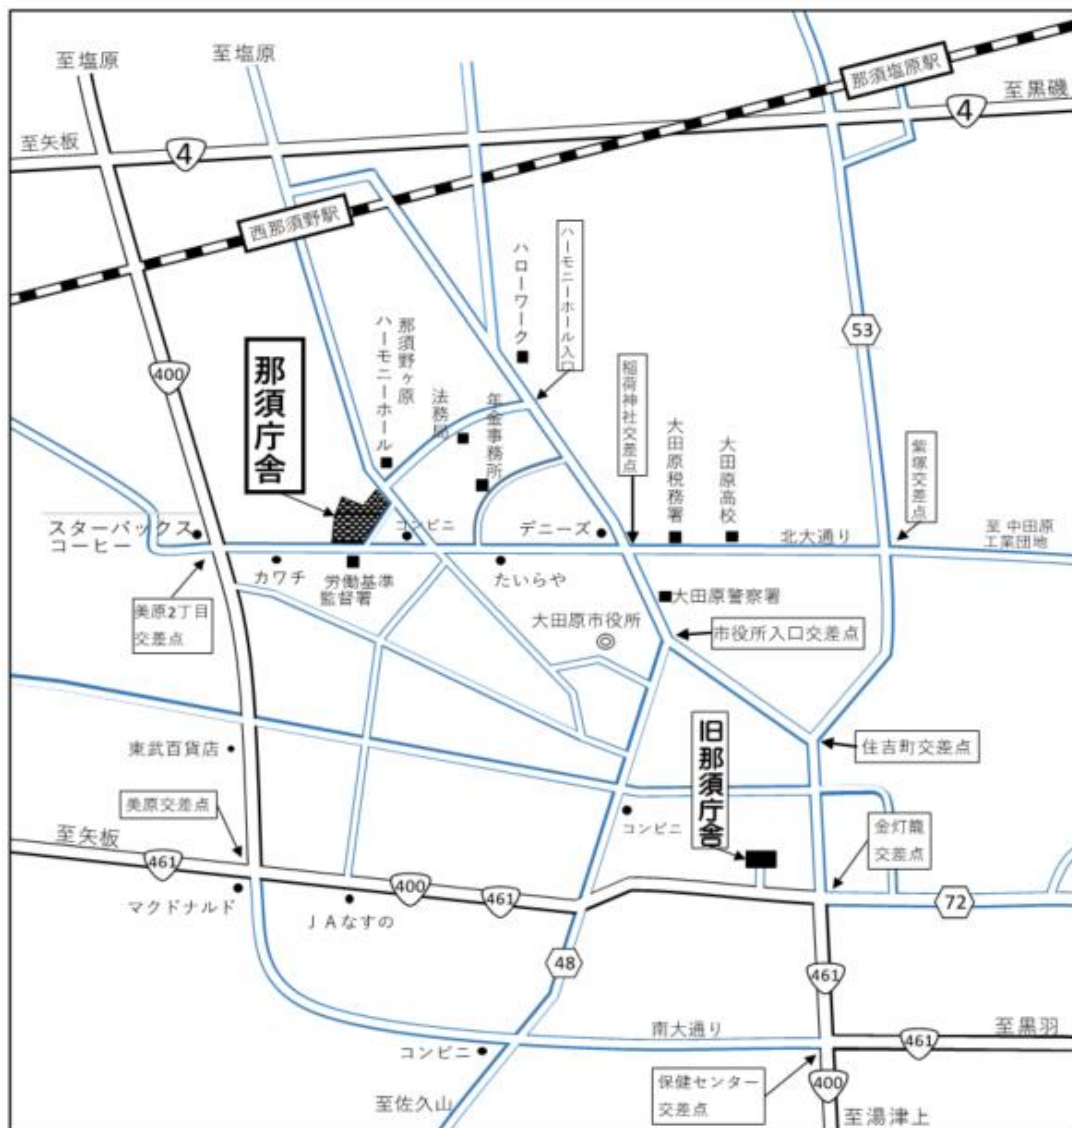 至塩原
至塩原
那須塩原駅
至黒磯
4
至矢板
4
西那須野駅
ハーモニーホール入口
ハローワーク
53
那須野ヶ原
ハーモニーホール
400
那須庁舎
稲荷神社交差点
法務局
年金事務所
大田原税務署
大田原高校
紫塚交差点
スターバックス
コーヒー
コンビニ
デニーズ
北大通り
至 中田原
工業団地
カワチ
労働基準
監督署
たいらや
美原2丁目
交差点
大田原警察署
大田原市役所
市役所入口交差点
旧那須庁舎
東武百貨店
住吉町交差点
美原交差点
コンビニ
金灯籠
交差点
至矢板
461
400
461
マクドナルド
JAなすの
72
48
461
南大通り
至黒羽
461
コンビニ
保健センター
交差点
400
至佐久山
至湯津上